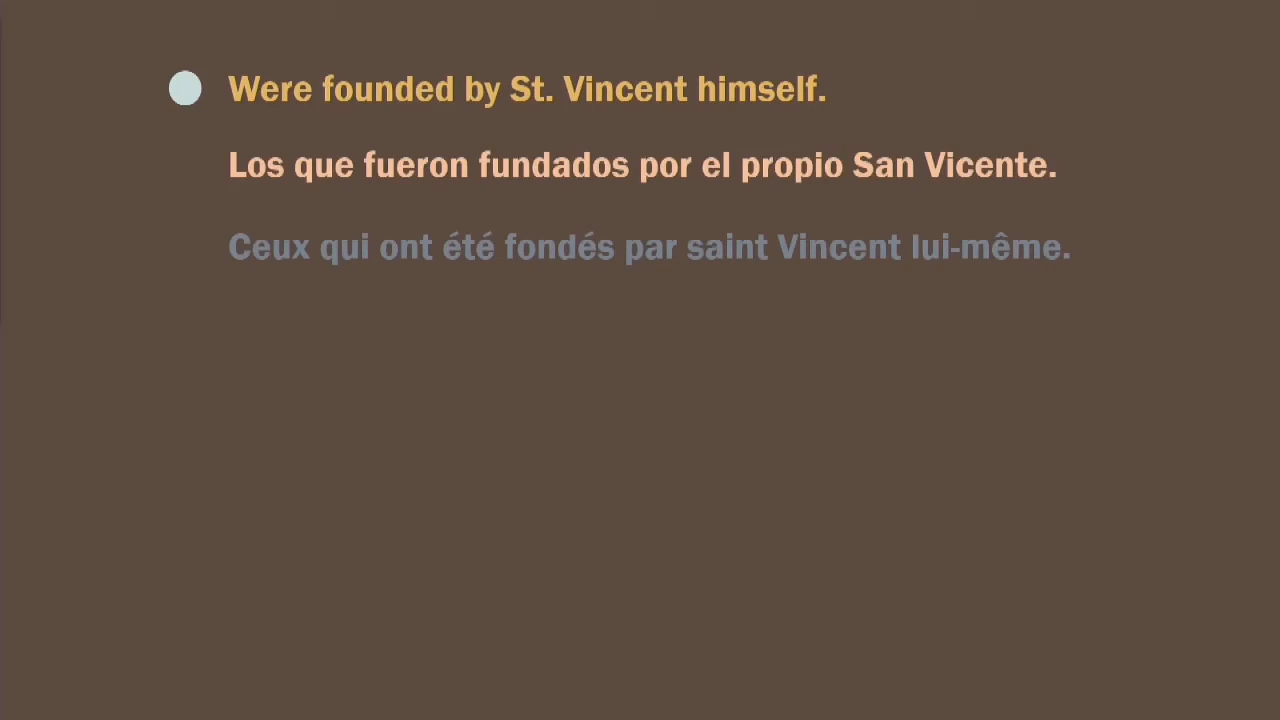 Were founded by St. Vincent himself.
Los que fueron fundados por el propio San Vicente.
Ceux qui ont été fondés par saint Vincent lui-même.